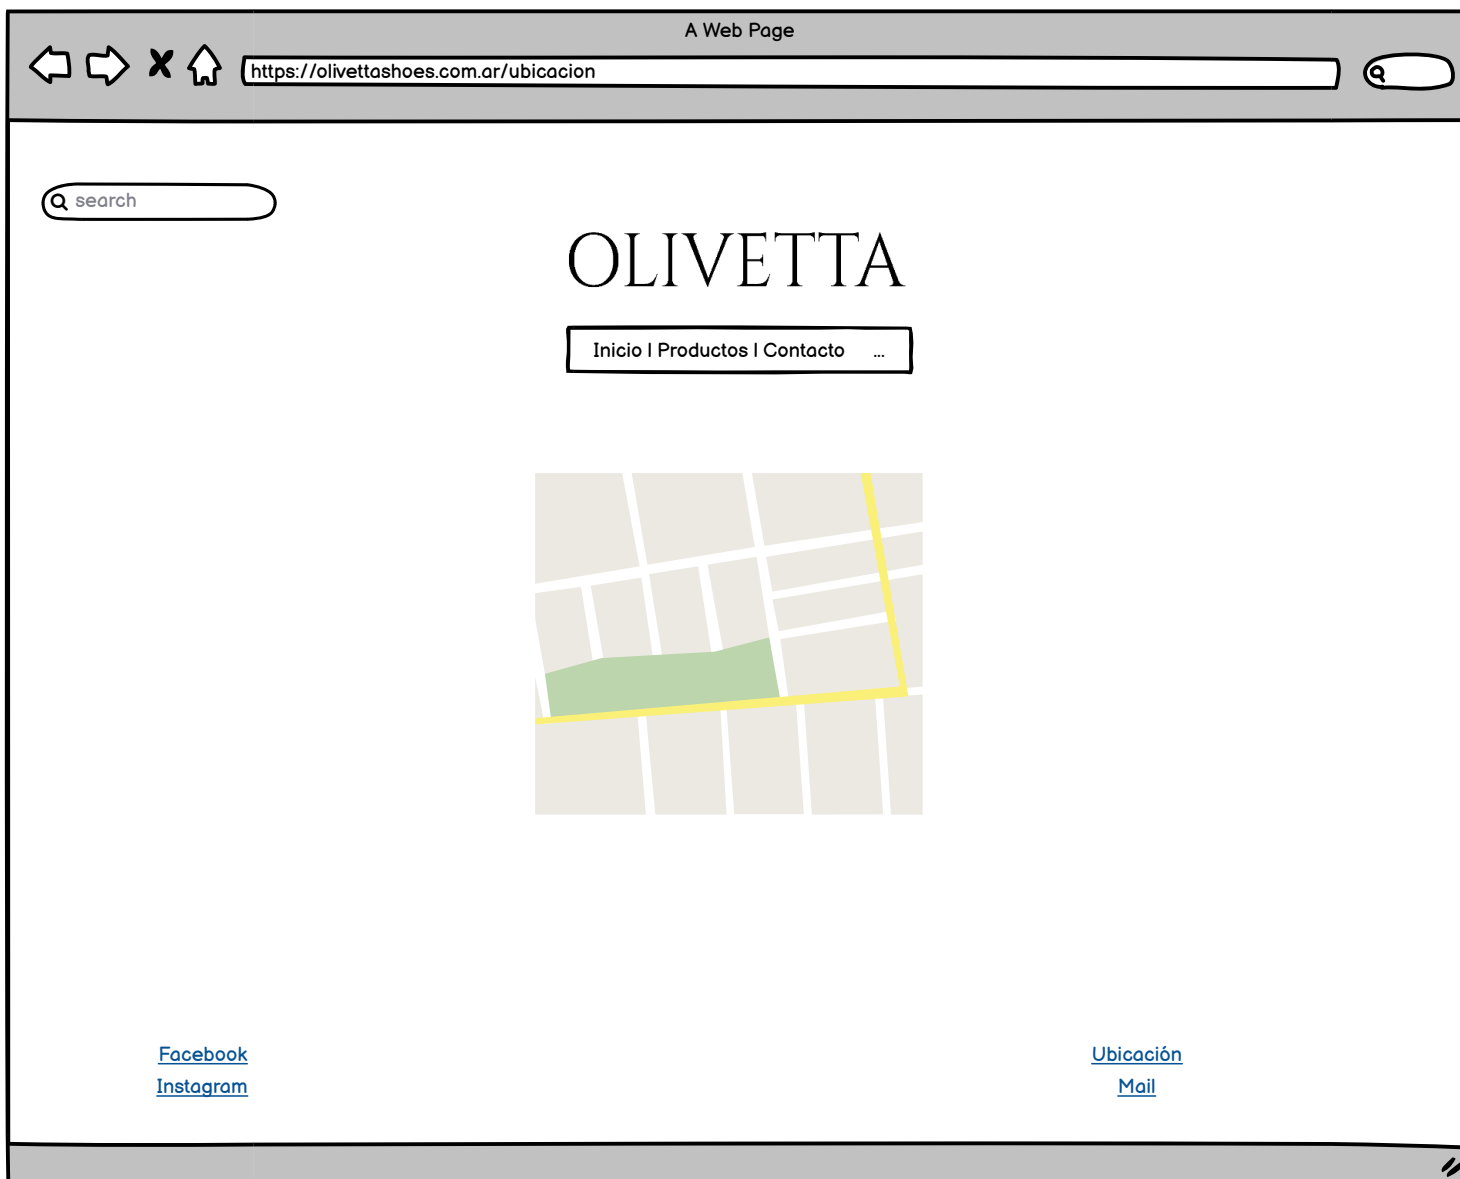 A Web Page
https://olivettashoes.com.ar/ubicacion
search
OLIVETTA
Inicio | Productos | Contacto ...
Facebook
Instagram
Ubicación
Mail